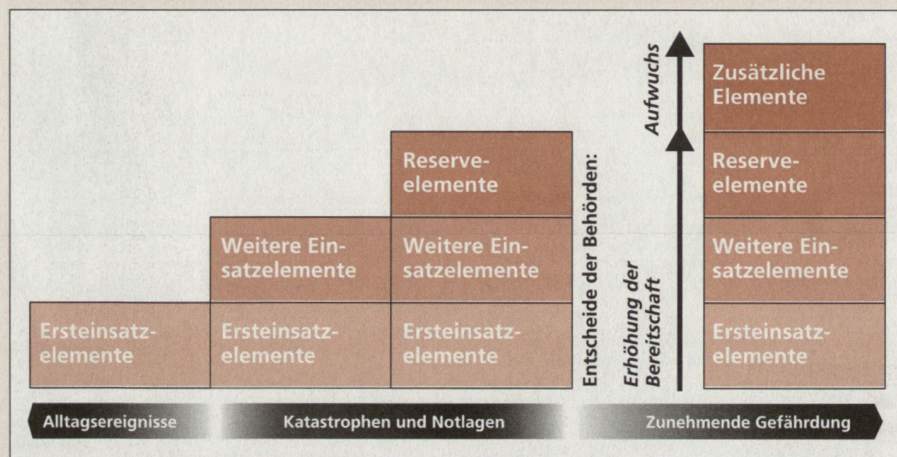 Zusätzliche
Elemente
Reserve-
elemente
Weitere Ein-
satzelemente
Ersteinsatz-
elemente
Reserve-
elemente
Weitere Ein-
satzelemente
Ersteinsatz-
elemente
Weitere Ein-
satzelemente
Ersteinsatz-
elemente
Ersteinsatz-
elemente
Entscheide der Behörden:
Erhöhung der
Bereitschaft
Aufwuchs
Alltagsereignisse
Katastrophen und Notlagen
Zunehmende Gefährdung